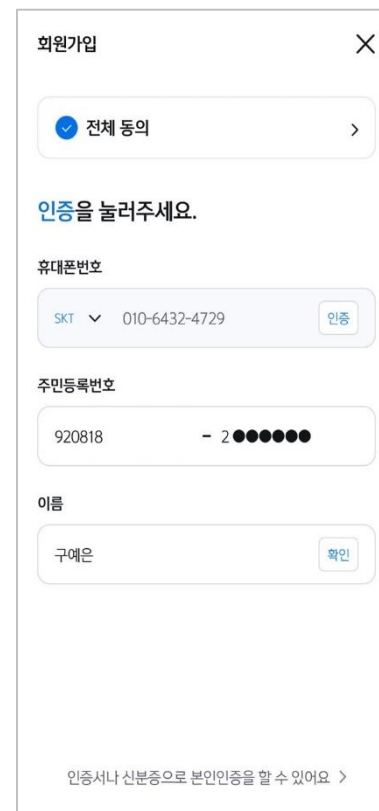 회원가입
전체 동의
인증을 눌러주세요.
휴대폰번호
SKT 010-6432-4729 인증
주민등록번호
920818 - 2●●●●●●
이름
구예은 확인
인증서나 신분증으로 본인인증을 할 수 있어요 >